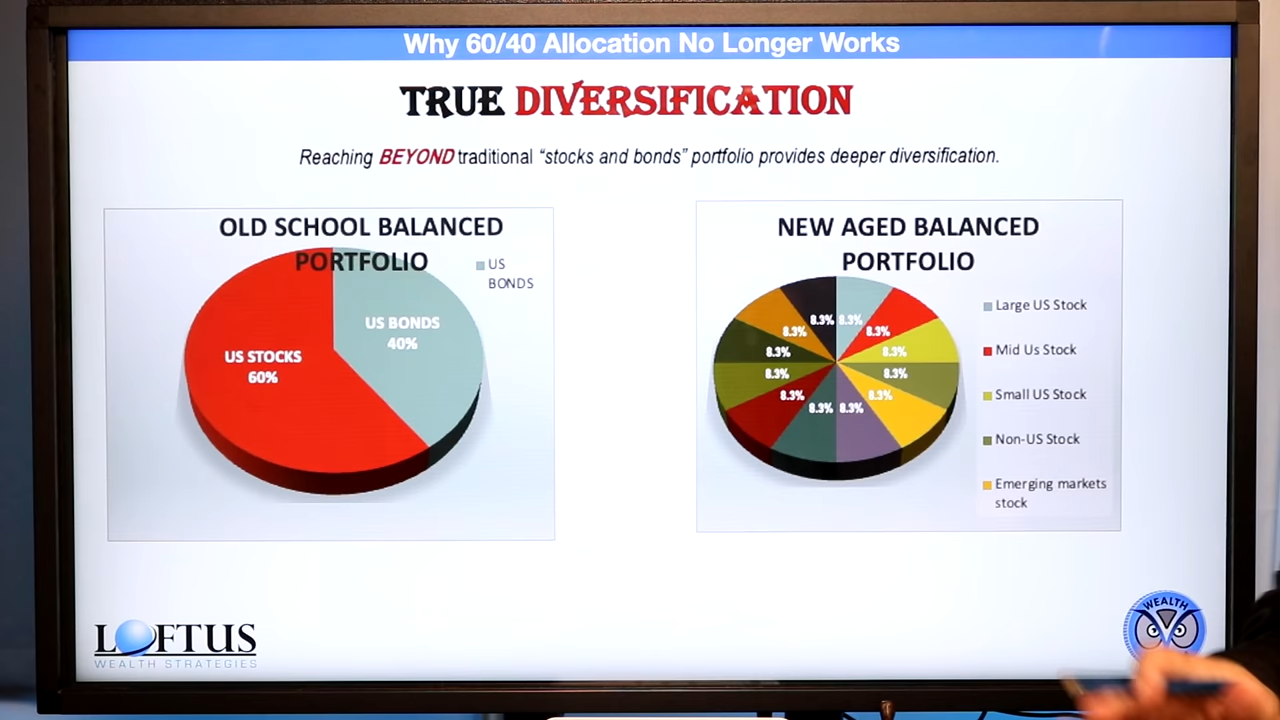 Why 60/40 Allocation No Longer Works
TRUE DIVERSIFICATION
Reaching BEYOND traditional “stocks and bonds” portfolio provides deeper diversification.
OLD SCHOOL BALANCED
PORTFOLIO
US
BONDS
US BONDS
40%
US STOCKS
60%
NEW AGED BALANCED
PORTFOLIO
8.3%
8.3%
8.3%
8.3%
8.3%
8.3%
8.3%
8.3%
8.3%
8.3%
8.3%
8.3%
Large US Stock
Mid Us Stock
Small US Stock
Non-US Stock
Emerging markets
stock
LOFTUS
WEALTH STRATEGIES
WEALTH